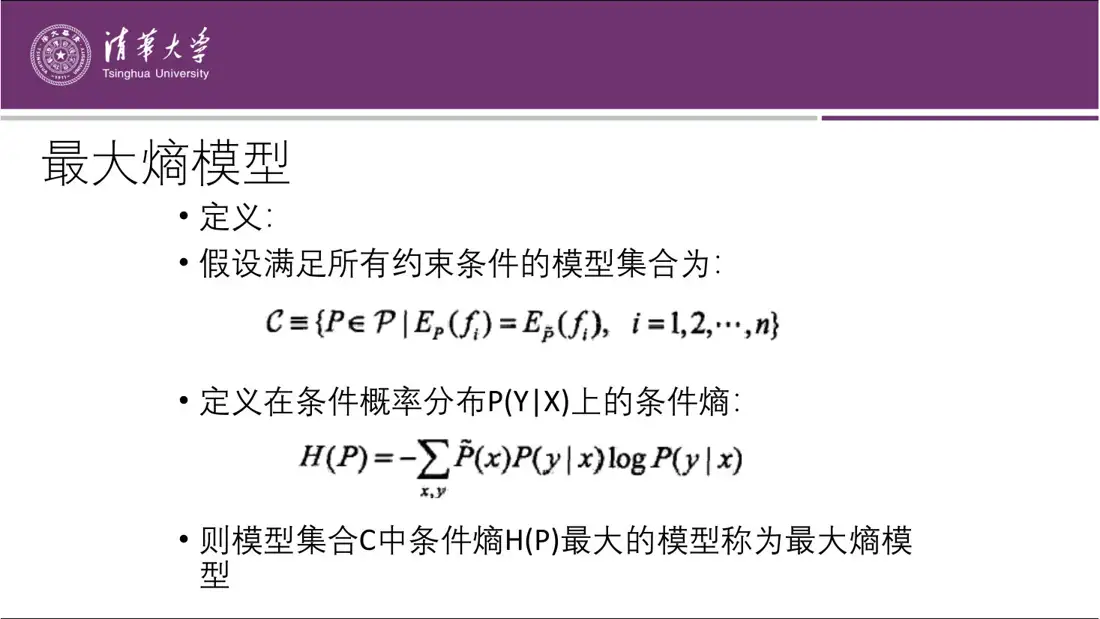 清华大学
Tsinghua University
最大熵模型
• 定义：
• 假设满足所有约束条件的模型集合为：
C ≡ {P ∈ P | E_P(f_i) = E_P̃(f_i), i = 1,2,⋯,n}
• 定义在条件概率分布P(Y|X)上的条件熵：
H(P) = −∑_{x,y} P̃(x)P(y | x) log P(y | x)
• 则模型集合C中条件熵H(P)最大的模型称为最大熵模
型